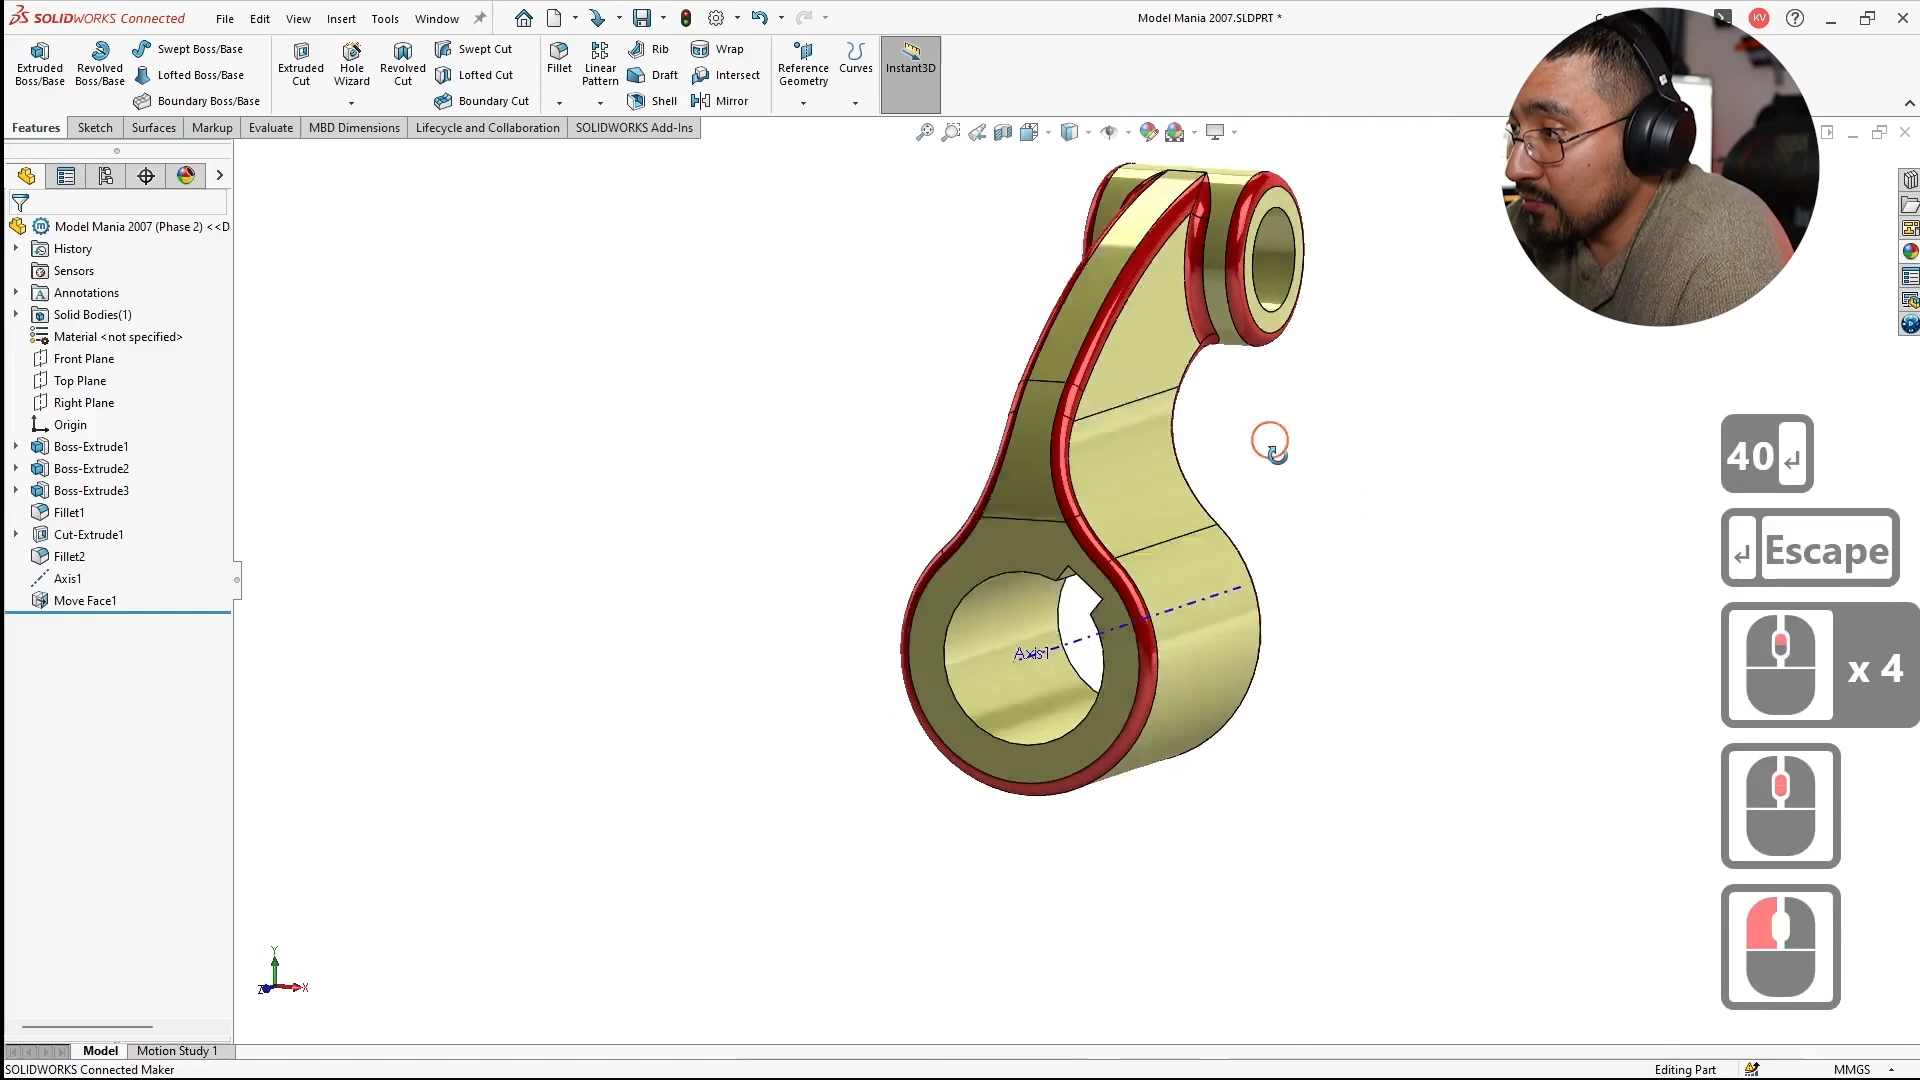 SOLIDWORKS Connected
File Edit View Insert Tools Window
Model Mania 2007.SLDPRT *
KV
Extruded Boss/Base
Revolved Boss/Base
Swept Boss/Base
Lofted Boss/Base
Boundary Boss/Base
Extruded Cut
Hole Wizard
Revolved Cut
Swept Cut
Lofted Cut
Boundary Cut
Fillet
Linear Pattern
Rib
Draft
Shell
Wrap
Intersect
Mirror
Reference Geometry
Curves
Instant3D
Features Sketch Surfaces Markup Evaluate MBD Dimensions Lifecycle and Collaboration SOLIDWORKS Add-Ins
Model Mania 2007 (Phase 2) <<D
History
Sensors
Annotations
Solid Bodies(1)
Material <not specified>
Front Plane
Top Plane
Right Plane
Origin
Boss-Extrude1
Boss-Extrude2
Boss-Extrude3
Fillet1
Cut-Extrude1
Fillet2
Axis1
Move Face1
Axis1
40
Escape
x 4
Y
Z
X
Model Motion Study 1
SOLIDWORKS Connected Maker
Editing Part
MMGS